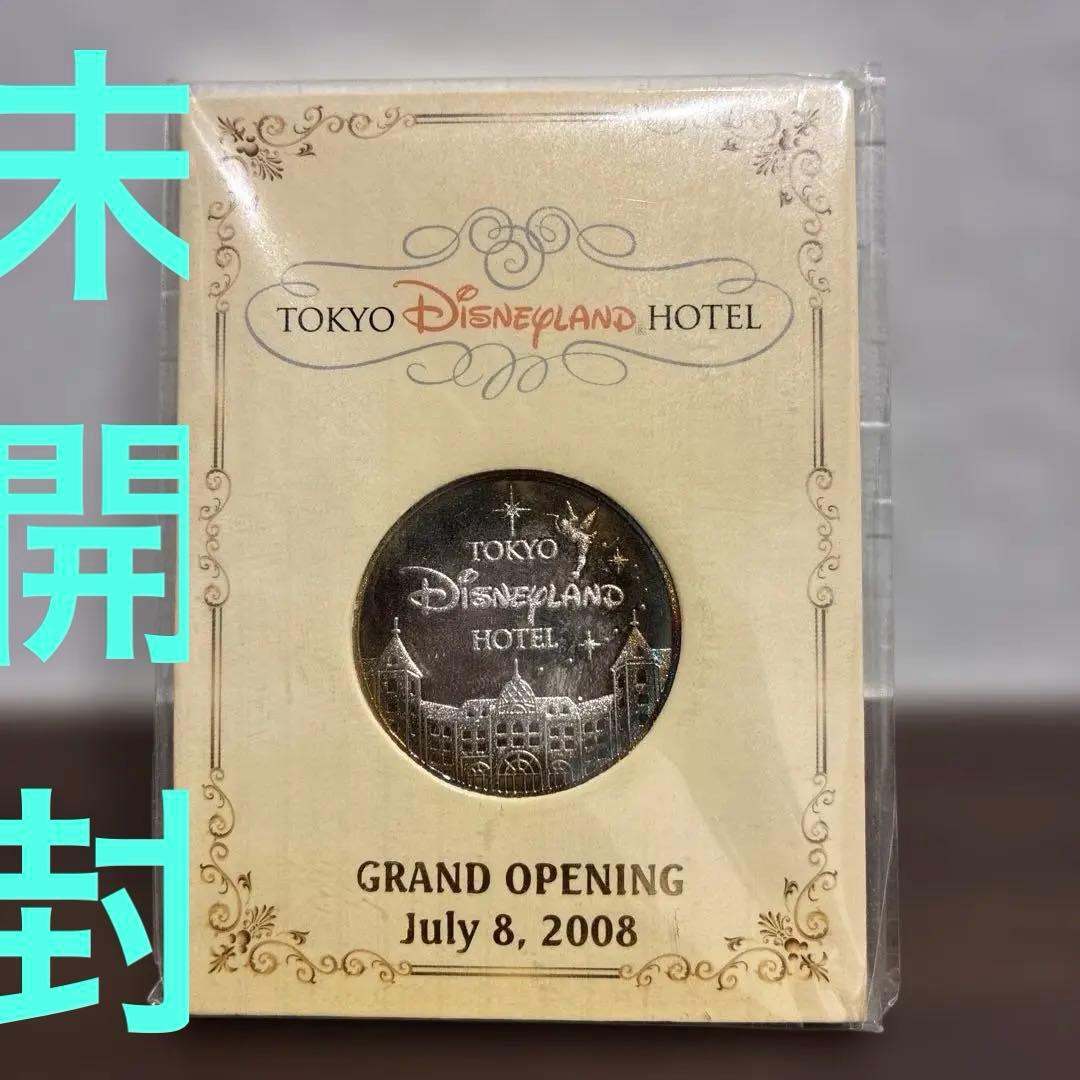 未開封
TOKYO DISNEYLAND HOTEL
TOKYO
DISNEYLAND
HOTEL
GRAND OPENING
July 8, 2008